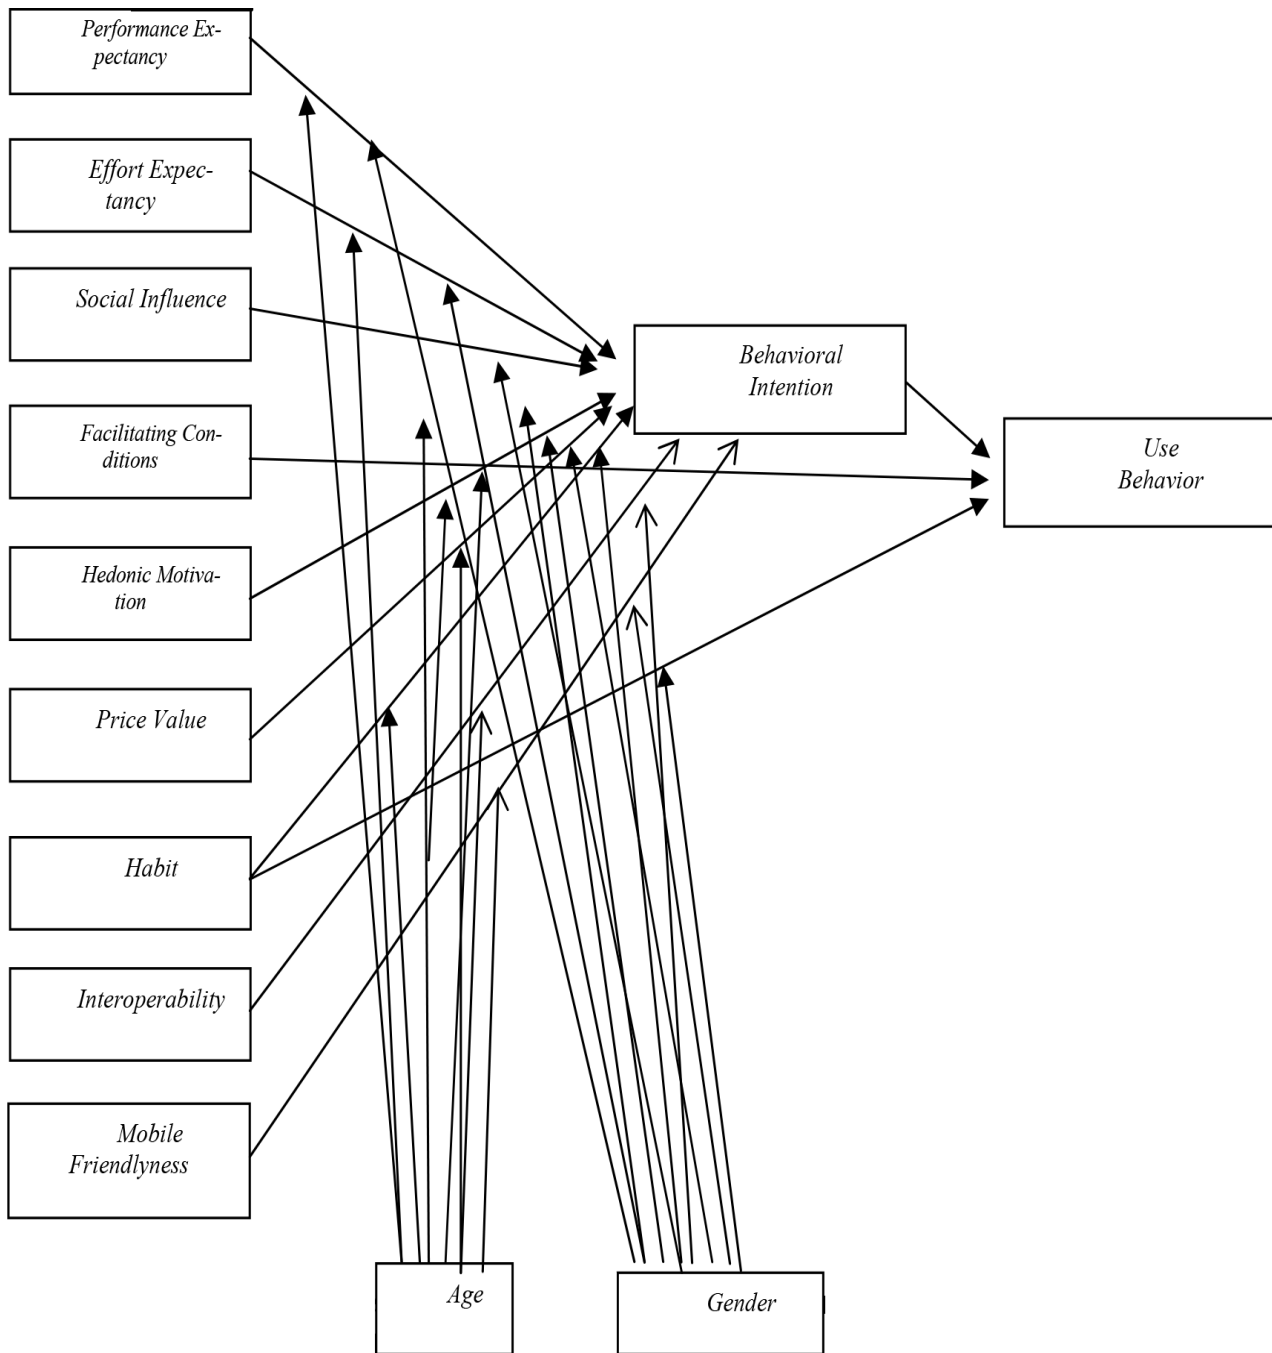 Performance Ex-
pectancy
Effort Expec-
tancy
Social Influence
Behavioral
Intention
Facilitating Con-
ditions
Use
Behavior
Hedonic Motiva-
tion
Price Value
Habit
Interoperability
Mobile
Friendlyness
Age
Gender